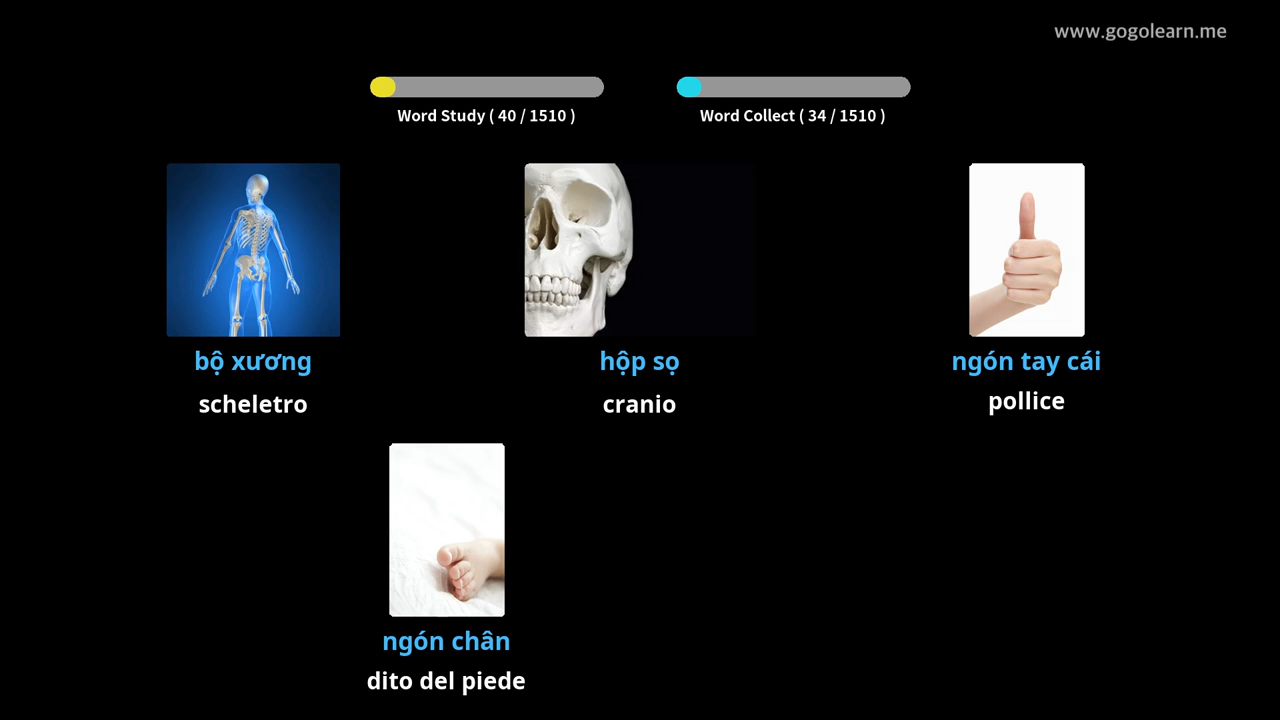 www.gogolearn.me
Word Study ( 40 / 1510 )
Word Collect ( 34 / 1510 )
bộ xương
scheletro
hộp sọ
cranio
ngón tay cái
pollice
ngón chân
dito del piede